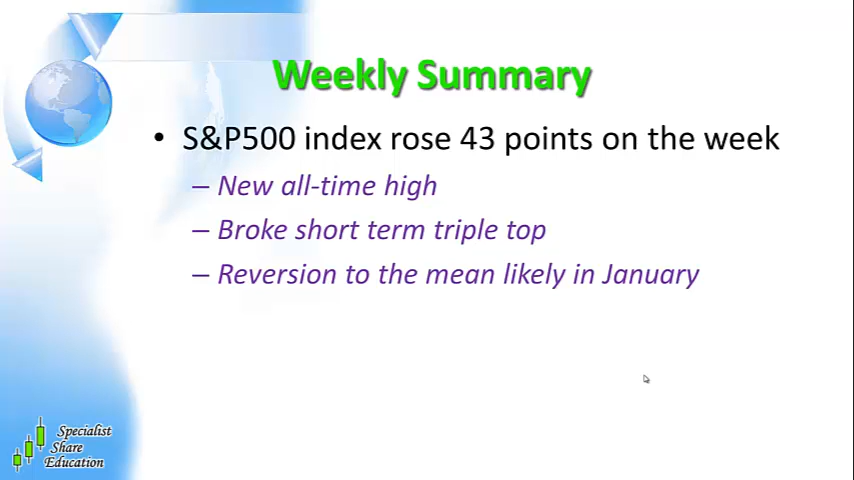 Weekly Summary
• S&P500 index rose 43 points on the week
– New all-time high
– Broke short term triple top
– Reversion to the mean likely in January
Specialist
Share
Education